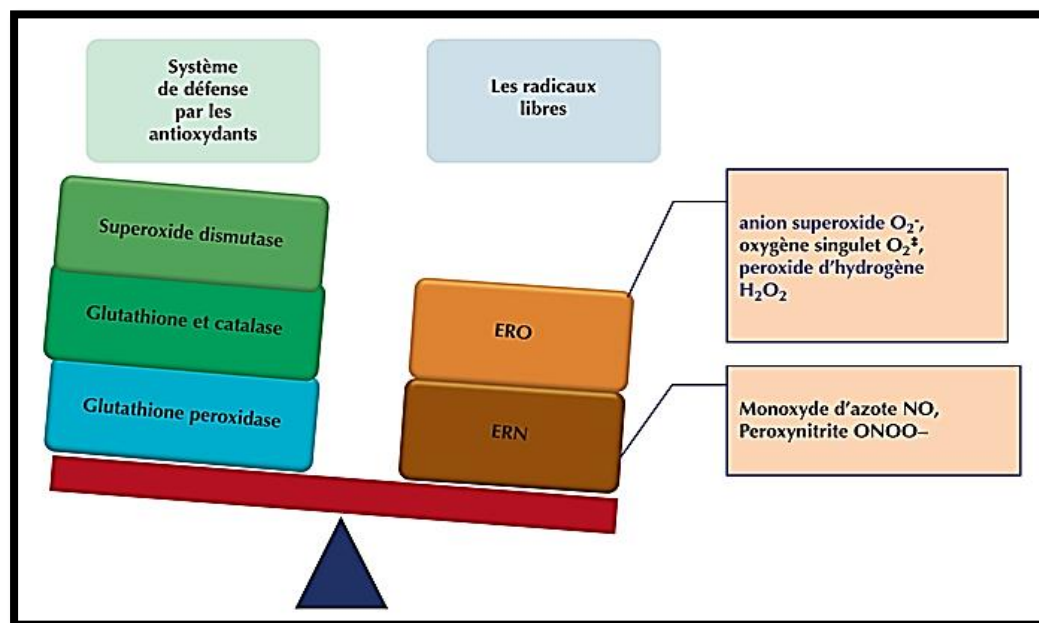 Système
de défense
par les
antioxydants
Les radicaux
libres
Superoxide dismutase
Glutathione et catalase
Glutathione peroxidase
ERO
ERN
anion superoxide O₂⁻,
oxygène singulet O₂‡,
peroxide d'hydrogène
H₂O₂
Monoxyde d'azote NO,
Peroxynitrite ONOO–